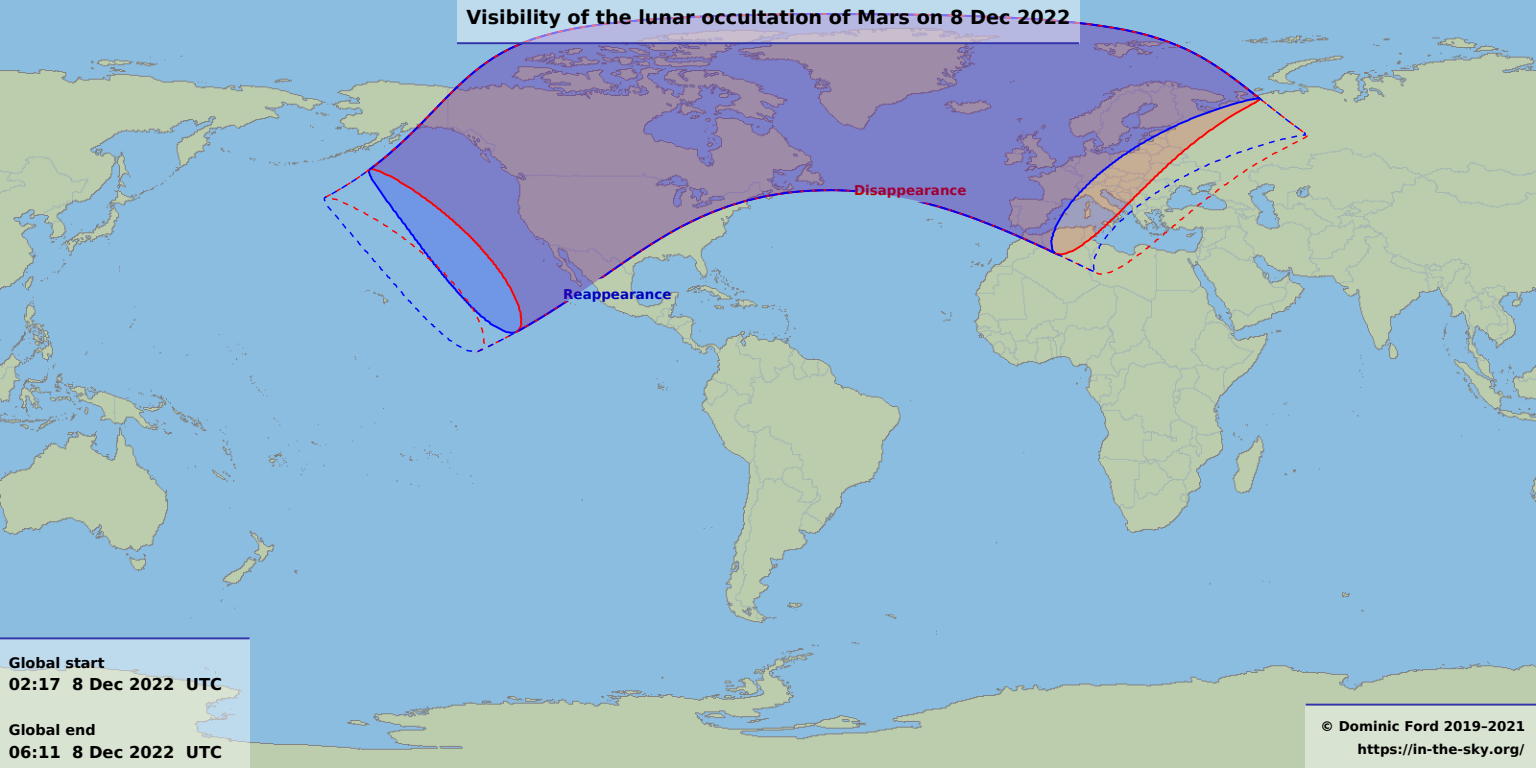 Visibility of the lunar occultation of Mars on 8 Dec 2022
Disappearance
Reappearance
Global start
02:17 8 Dec 2022 UTC
Global end
06:11 8 Dec 2022 UTC
© Dominic Ford 2019–2021
https://in-the-sky.org/